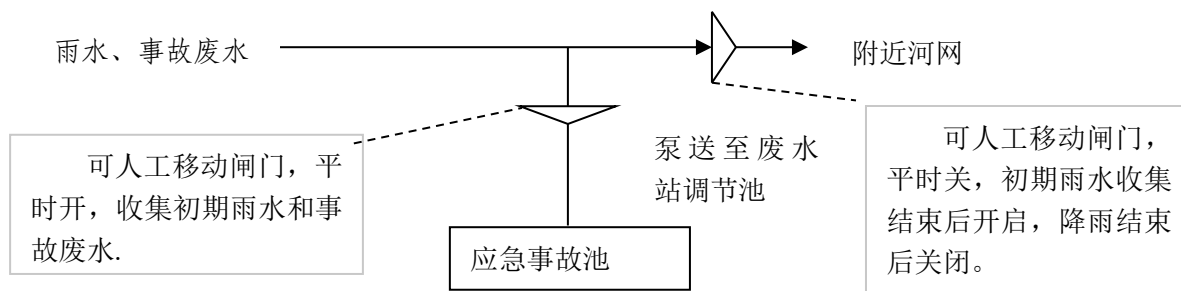 雨水、事故废水
附近河网
可人工移动闸门，平
时开，收集初期雨水和事
故废水.
泵送至废水
站调节池
可人工移动闸门，
平时关，初期雨水收集
结束后开启，降雨结束
后关闭。
应急事故池